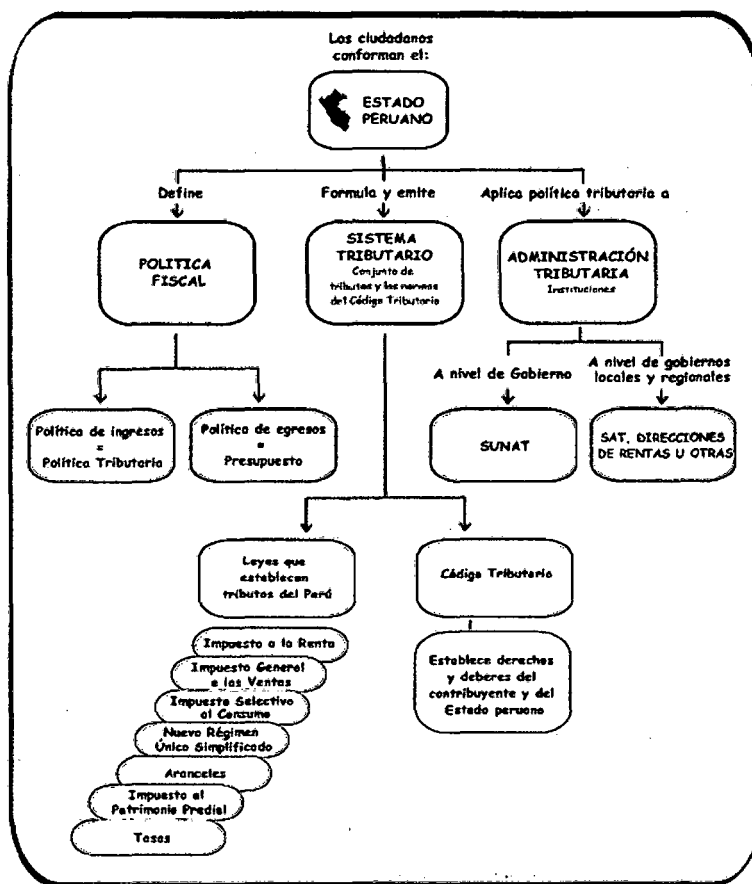 Los ciudadanos
conforman el:
ESTADO
PERUANO
Define
Formula y emite
Aplica política tributaria a
POLITICA
FISCAL
SISTEMA
TRIBUTARIO
Conjunto de
tributos y las normas
del Código Tributario
ADMINISTRACIÓN
TRIBUTARIA
Instituciones
A nivel de Gobierno
A nivel de gobiernos
locales y regionales
Política de ingresos
=
Política Tributaria
Política de egresos
=
Presupuesto
SUNAT
SAT, DIRECCIONES
DE RENTAS U OTRAS
Leyes que
establecen
tributos del Perú
Código Tributario
Impuesto a la Renta
Impuesto General
a las Ventas
Impuesto Selectivo
al Consumo
Nuevo Régimen
Único Simplificado
Aranceles
Impuesto al
Patrimonio Predial
Tasas
Establece derechos
y deberes del
contribuyente y del
Estado peruano